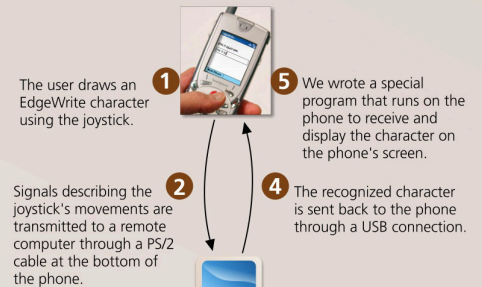 1
The user draws an
EdgeWrite character
using the joystick.
2
Signals describing the
joystick's movements are
transmitted to a remote
computer through a PS/2
cable at the bottom of
the phone.
4
The recognized character
is sent back to the phone
through a USB connection.
5
We wrote a special
program that runs on the
phone to receive and
display the character on
the phone's screen.